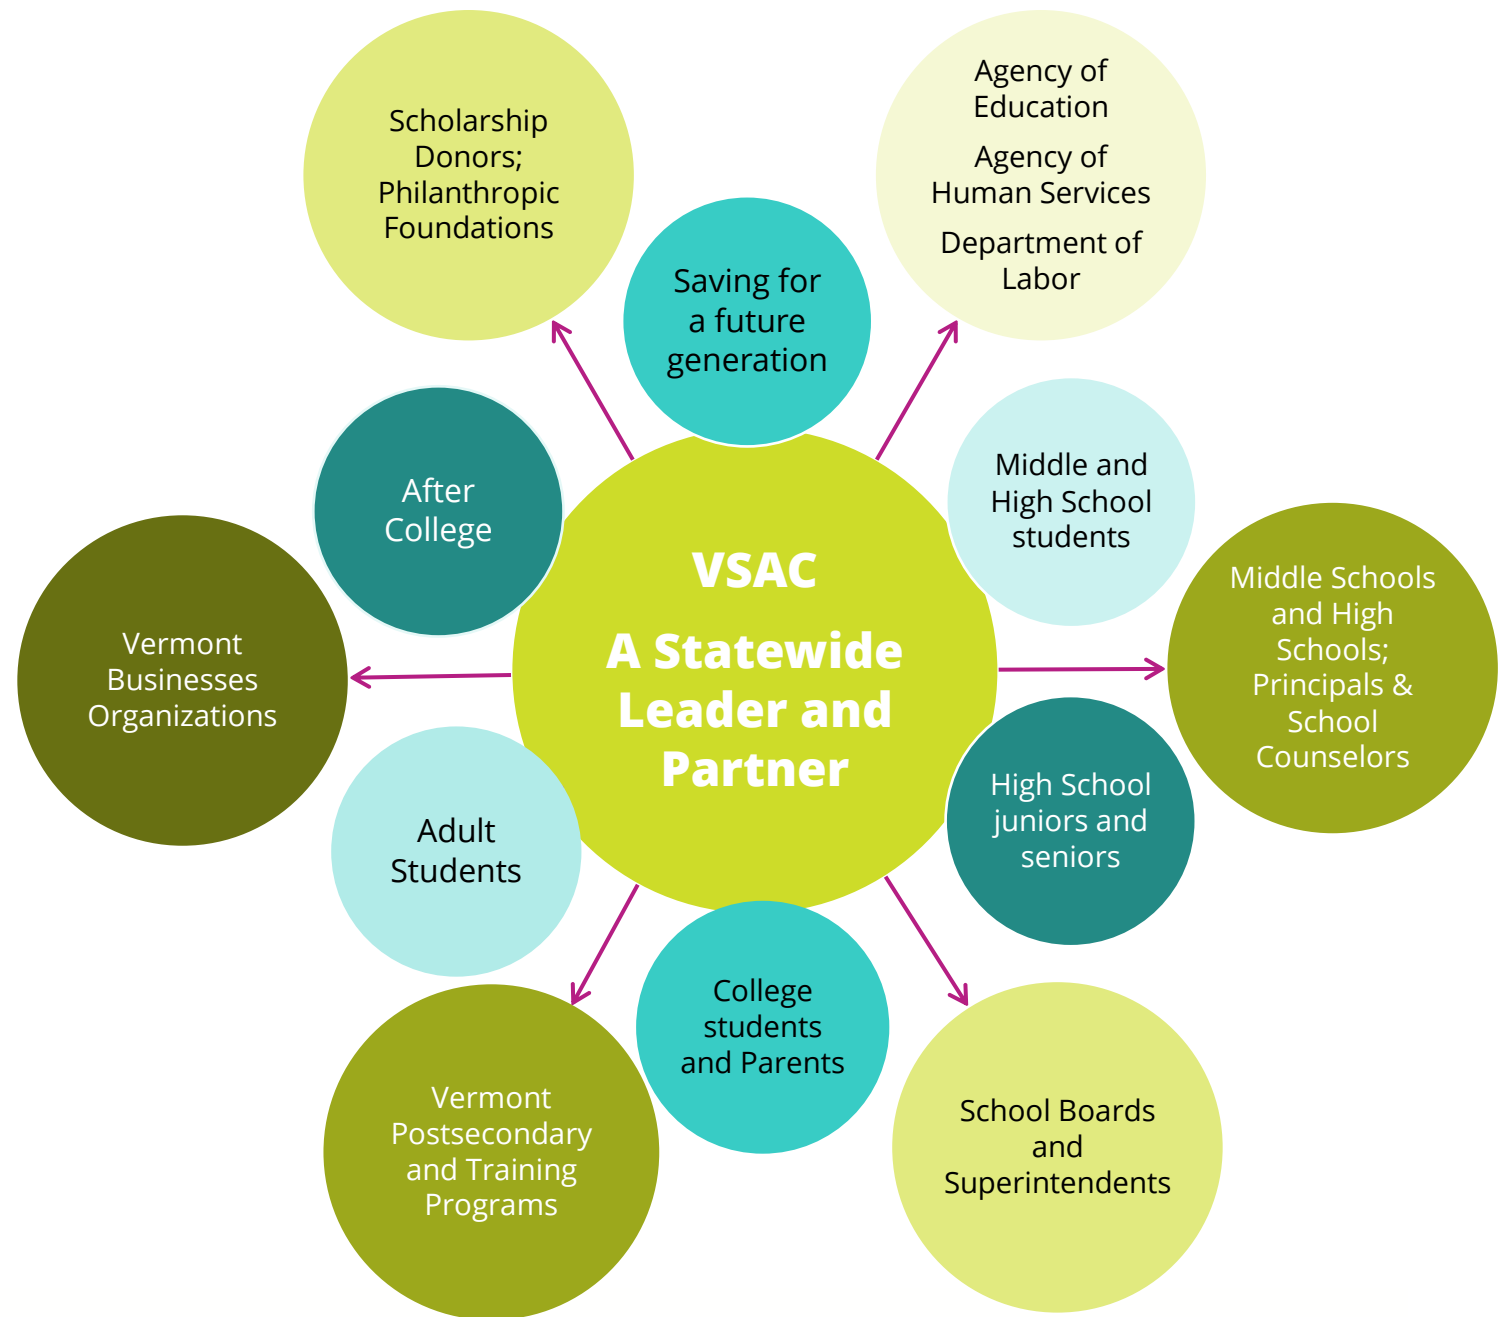 Scholarship
Donors;
Philanthropic
Foundations
Agency of
Education
Agency of
Human Services
Department of
Labor
Saving for
a future
generation
After
College
Middle and
High School
students
VSAC
A Statewide
Leader and
Partner
Vermont
Businesses
Organizations
Middle Schools
and High
Schools;
Principals &
School
Counselors
Adult
Students
High School
juniors and
seniors
College
students
and Parents
Vermont
Postsecondary
and Training
Programs
School Boards
and
Superintendents